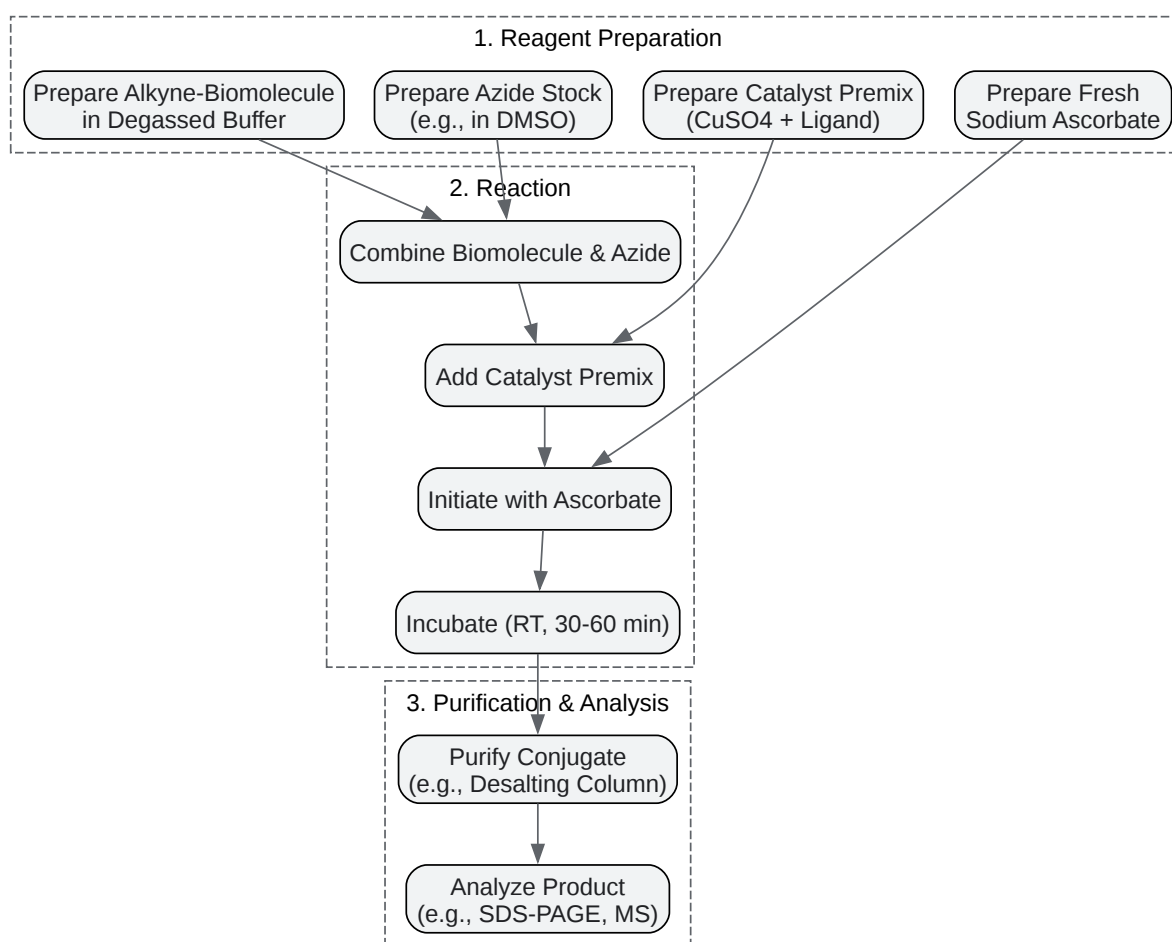 1. Reagent Preparation
Prepare Alkyne-Biomolecule
in Degassed Buffer
Prepare Azide Stock
(e.g., in DMSO)
Prepare Catalyst Premix
(CuSO4 + Ligand)
Prepare Fresh
Sodium Ascorbate
2. Reaction
Combine Biomolecule & Azide
Add Catalyst Premix
Initiate with Ascorbate
Incubate (RT, 30-60 min)
3. Purification & Analysis
Purify Conjugate
(e.g., Desalting Column)
Analyze Product
(e.g., SDS-PAGE, MS)